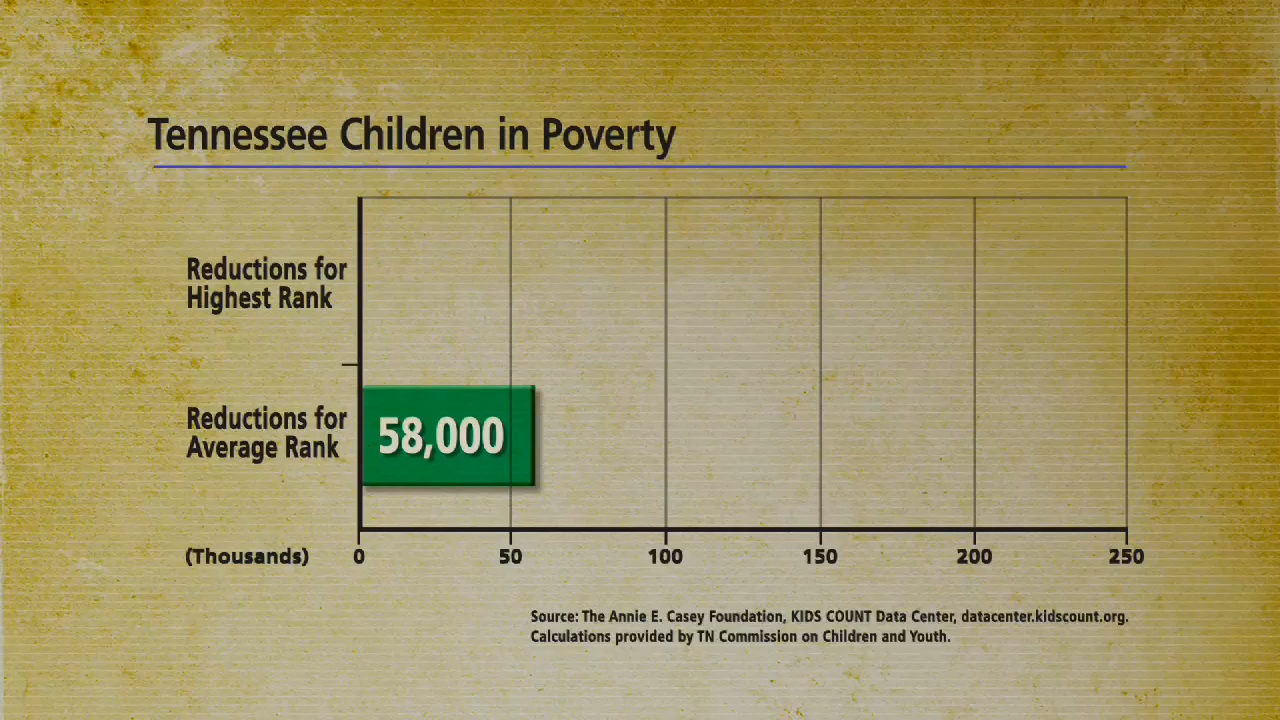 Tennessee Children in Poverty
Reductions for
Highest Rank
Reductions for
Average Rank
58,000
(Thousands) 0 50 100 150 200 250
Source: The Annie E. Casey Foundation, KIDS COUNT Data Center, datacenter.kidscount.org.
Calculations provided by TN Commission on Children and Youth.